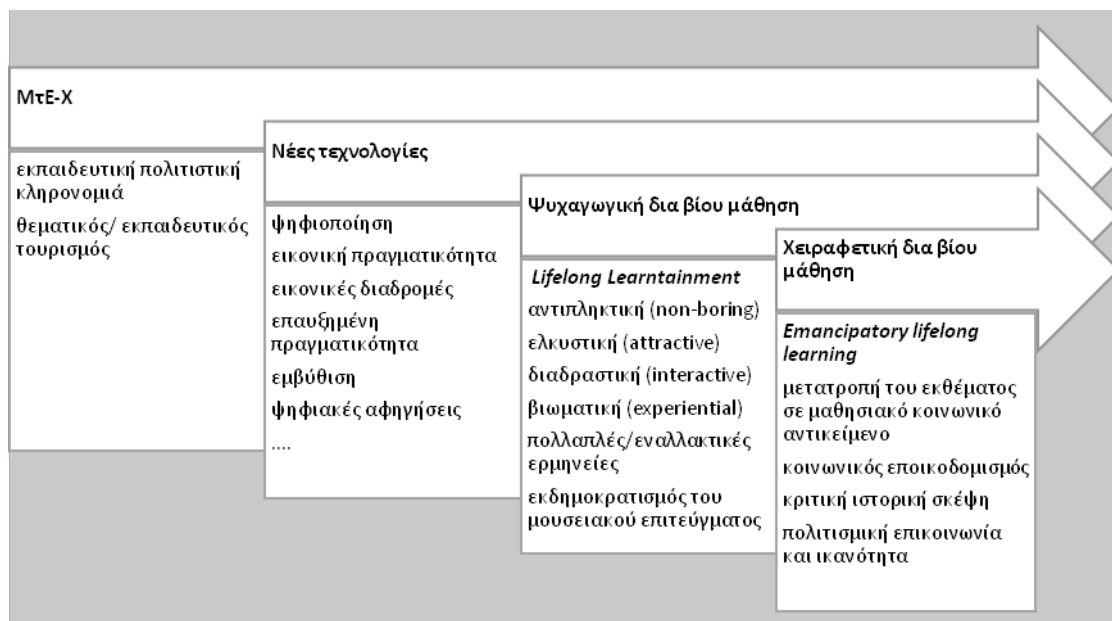 ΜτΕ-Χ
εκπαιδευτική πολιτιστική
κληρονομιά
θεματικός/ εκπαιδευτικός
τουρισμός
Νέες τεχνολογίες
ψηφιοποίηση
εικονική πραγματικότητα
εικονικές διαδρομές
επαυξημένη
πραγματικότητα
εμβύθιση
ψηφιακές αφηγήσεις
....
Ψυχαγωγική δια βίου μάθηση
Lifelong Learntainment
αντιπληκτική (non-boring)
ελκυστική (attractive)
διαδραστική (interactive)
βιωματική (experiential)
πολλαπλές/εναλλακτικές
ερμηνείες
εκδημοκρατισμός του
μουσειακού επιτεύγματος
Χειραφετική δια βίου
μάθηση
Emancipatory lifelong
learning
μετατροπή του εκθέματος
σε μαθησιακό κοινωνικό
αντικείμενο
κοινωνικός εποικοδομισμός
κριτική ιστορική σκέψη
πολιτισμική επικοινωνία
και ικανότητα